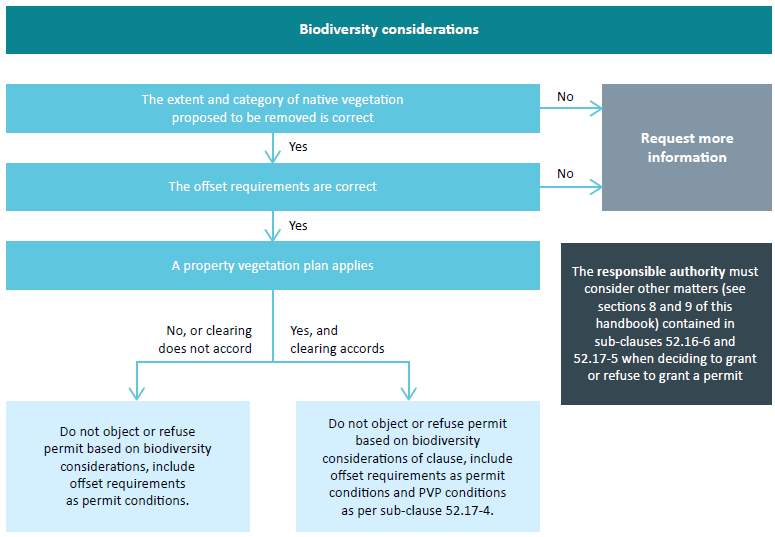 Biodiversity considerations
The extent and category of native vegetation
proposed to be removed is correct
No
Request more
information
Yes
The offset requirements are correct
No
Yes
A property vegetation plan applies
The responsible authority must
consider other matters (see
sections 8 and 9 of this
handbook) contained in
sub-clauses 52.16-6 and
52.17-5 when deciding to grant
or refuse to grant a permit
No, or clearing
does not accord
Yes, and
clearing accords
Do not object or refuse
permit based on biodiversity
considerations, include
offset requirements
as permit conditions.
Do not object or refuse permit
based on biodiversity
considerations of clause, include
offset requirements as permit
conditions and PVP conditions
as per sub-clause 52.17-4.